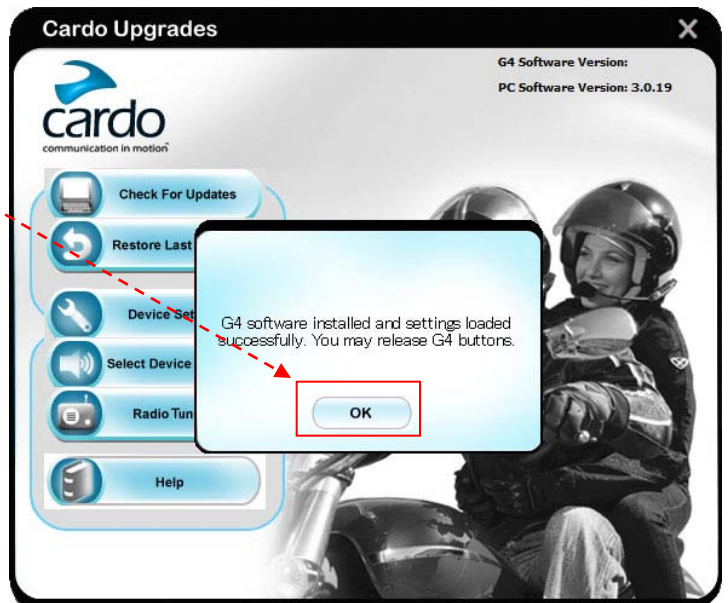 Cardo Upgrades
G4 Software Version:
PC Software Version: 3.0.19
cardo
communication in motion
Check For Updates
Restore Last
Device Set
G4 software installed and settings loaded
successfully. You may release G4 buttons.
Select Device
Radio Tun
OK
Help